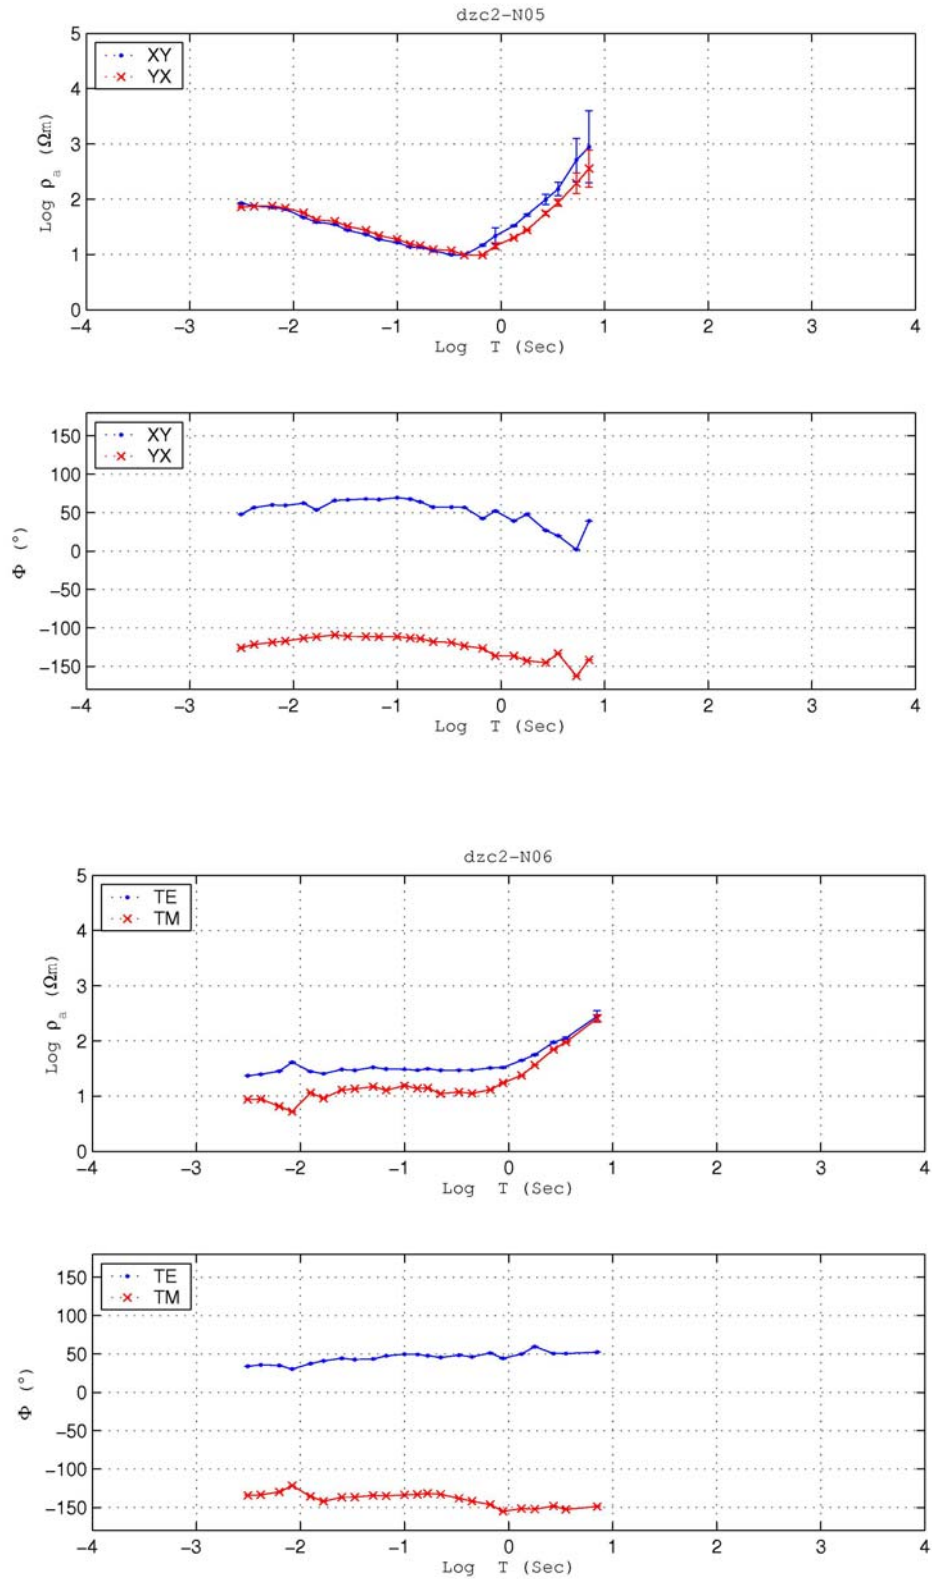 dzc2-N05
5
XY
YX
4
3
2
1
0
Log ρa (Ωm)
−4 −3 −2 −1 0 1 2 3 4
Log T (Sec)
XY
YX
150
100
50
0
−50
−100
−150
Φ (°)
−4 −3 −2 −1 0 1 2 3 4
Log T (Sec)
dzc2-N06
5
TE
TM
4
3
2
1
0
Log ρa (Ωm)
−4 −3 −2 −1 0 1 2 3 4
Log T (Sec)
TE
TM
150
100
50
0
−50
−100
−150
Φ (°)
−4 −3 −2 −1 0 1 2 3 4
Log T (Sec)